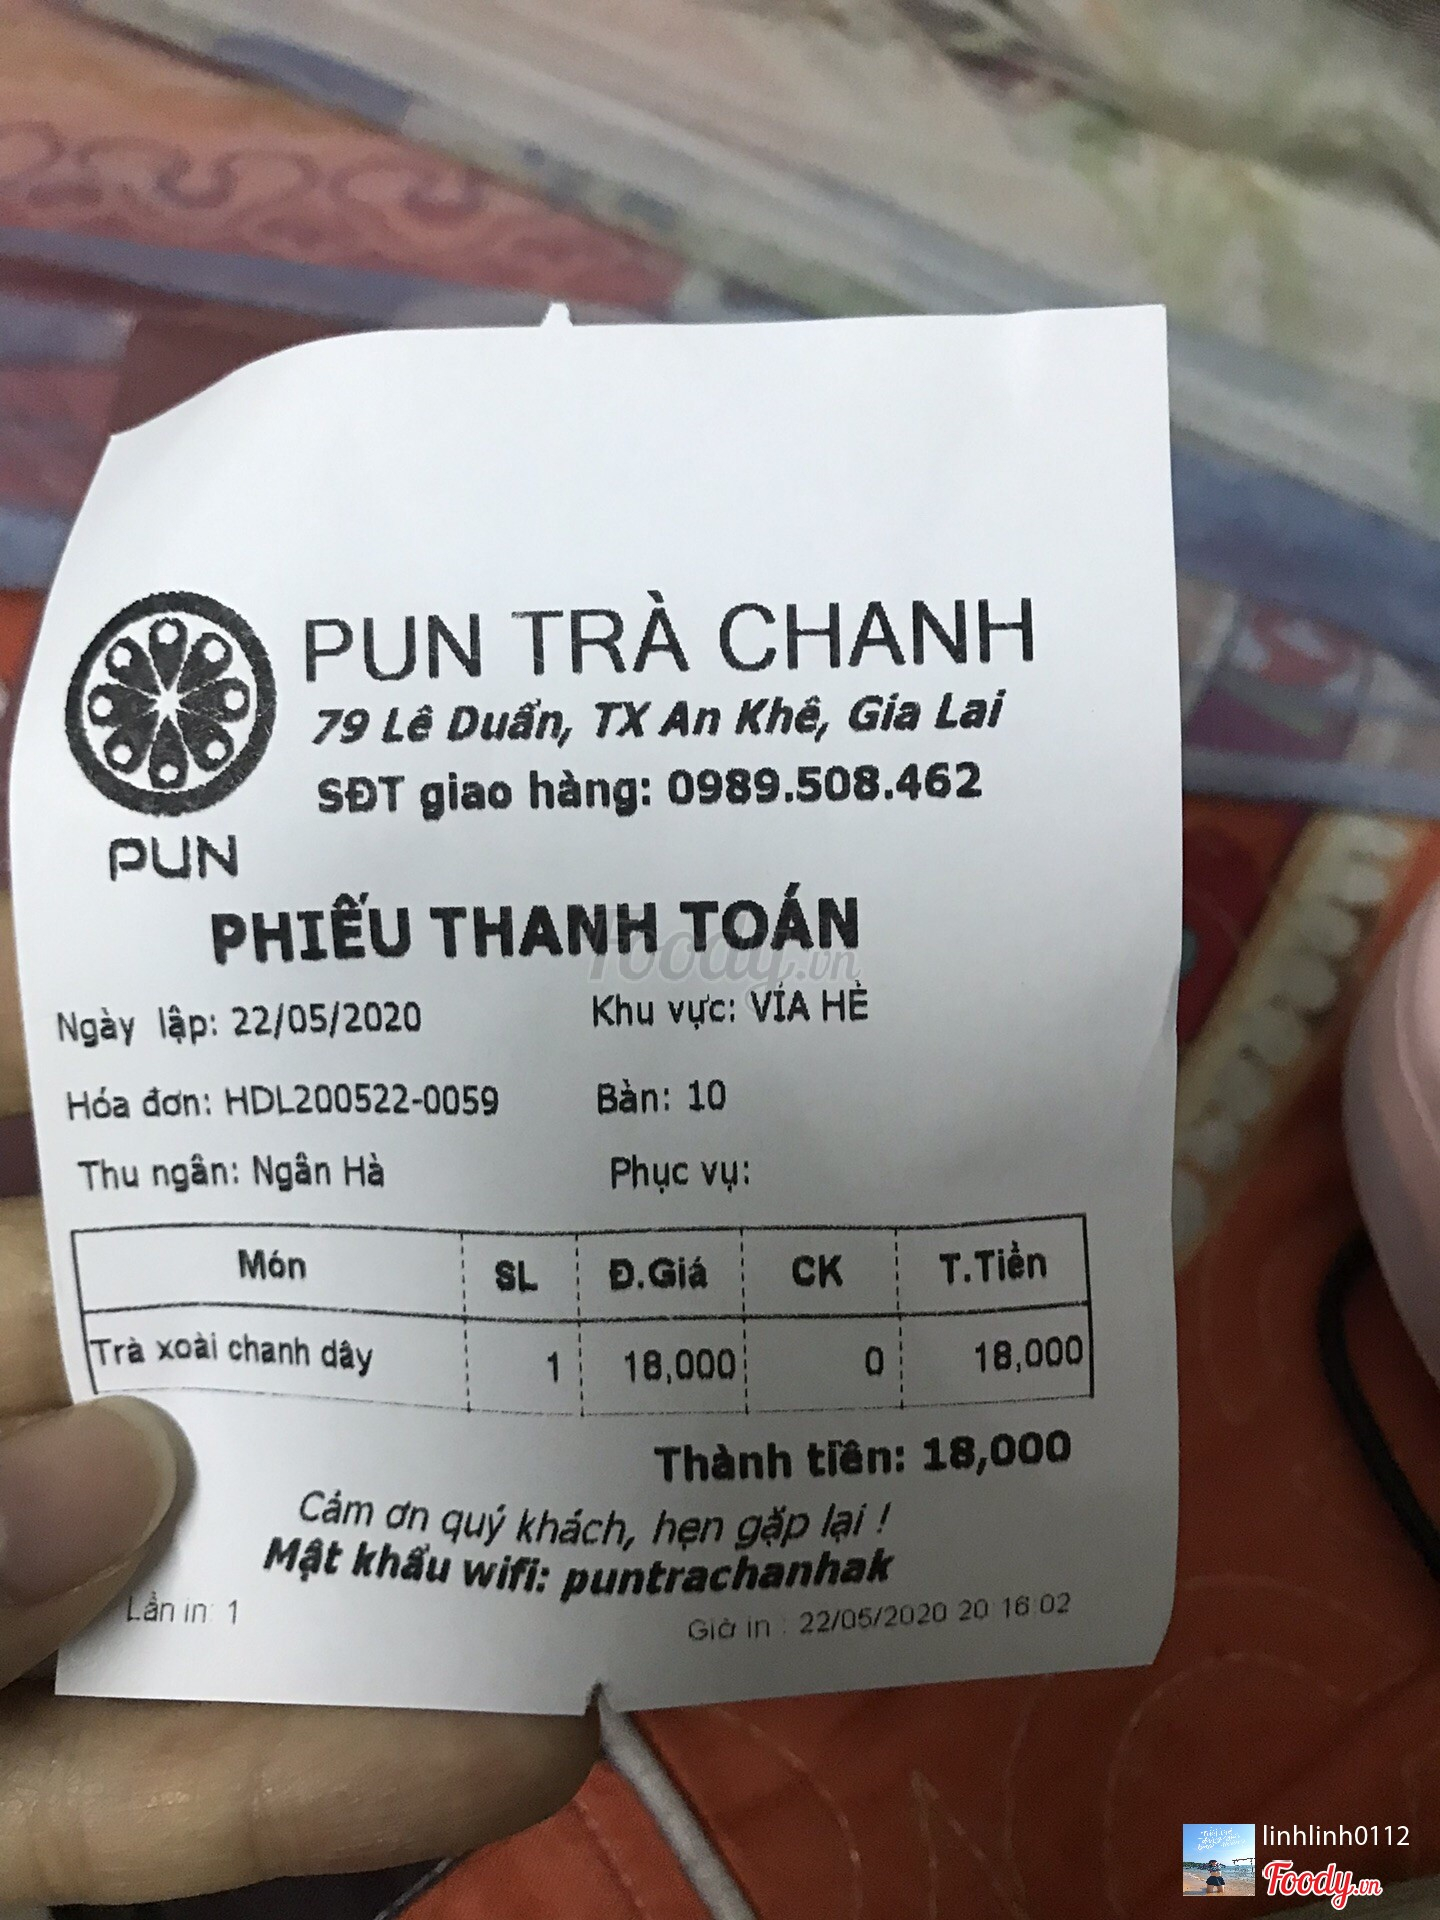 PUN TRÀ CHANH
79 Lê Duẩn, TX An Khê, Gia Lai
SĐT giao hàng: 0989.508.462
PUN
PHIẾU THANH TOÁN
Foody.vn
Ngày lập: 22/05/2020 Khu vực: VỈA HÈ
Hóa đơn: HDL200522-0059 Bàn: 10
Thu ngân: Ngân Hà Phục vụ:
Món SL Đ.Giá CK T.Tiền
Trà xoài chanh dây 1 18,000 0 18,000
Thành tiền: 18,000
Cảm ơn quý khách, hẹn gặp lại !
Mật khẩu wifi: puntrachanhak
Lần in: 1 Giờ in : 22/05/2020 20:16:02
linhlinh0112
Foody.vn